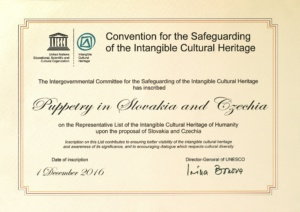 Convention for the Safeguarding
of the Intangible Cultural Heritage
United Nations
Educational, Scientific and
Cultural Organization
Intangible
Cultural
Heritage
The Intergovernmental Committee for the Safeguarding of the Intangible Cultural Heritage
has inscribed
Puppetry in Slovakia and Czechia
on the Representative List of the Intangible Cultural Heritage of Humanity
upon the proposal of Slovakia and Czechia
Inscription on this List contributes to ensuring better visibility of the intangible cultural heritage
and awareness of its significance, and to encouraging dialogue which respects cultural diversity
Date of inscription
Director-General of UNESCO
1 December 2016
Irina Bokova